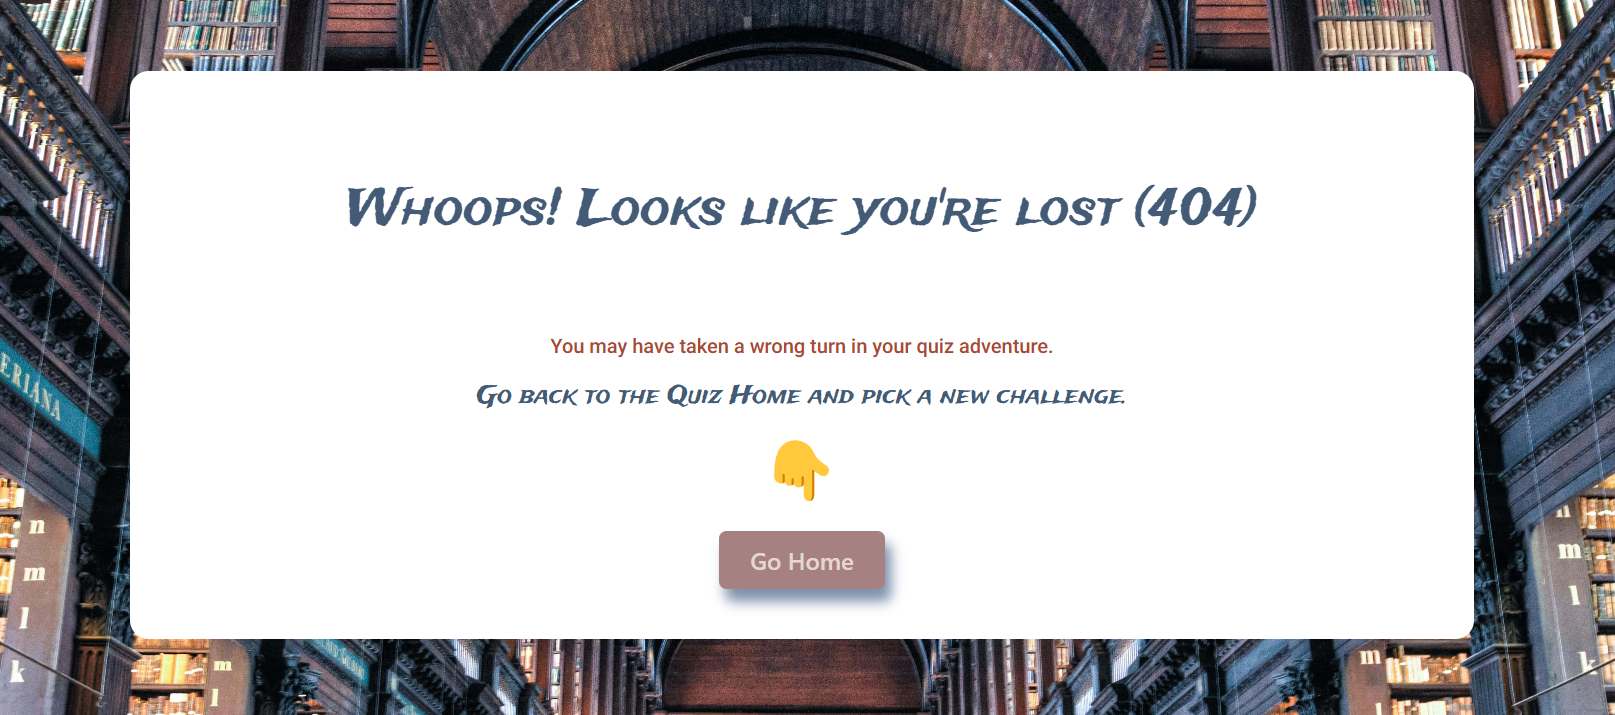 Whoops! Looks like you're lost (404)
You may have taken a wrong turn in your quiz adventure.
Go back to the Quiz Home and pick a new challenge.
Go Home
ERIANA
n
m
l
k
m
l
n
m
l
k
m